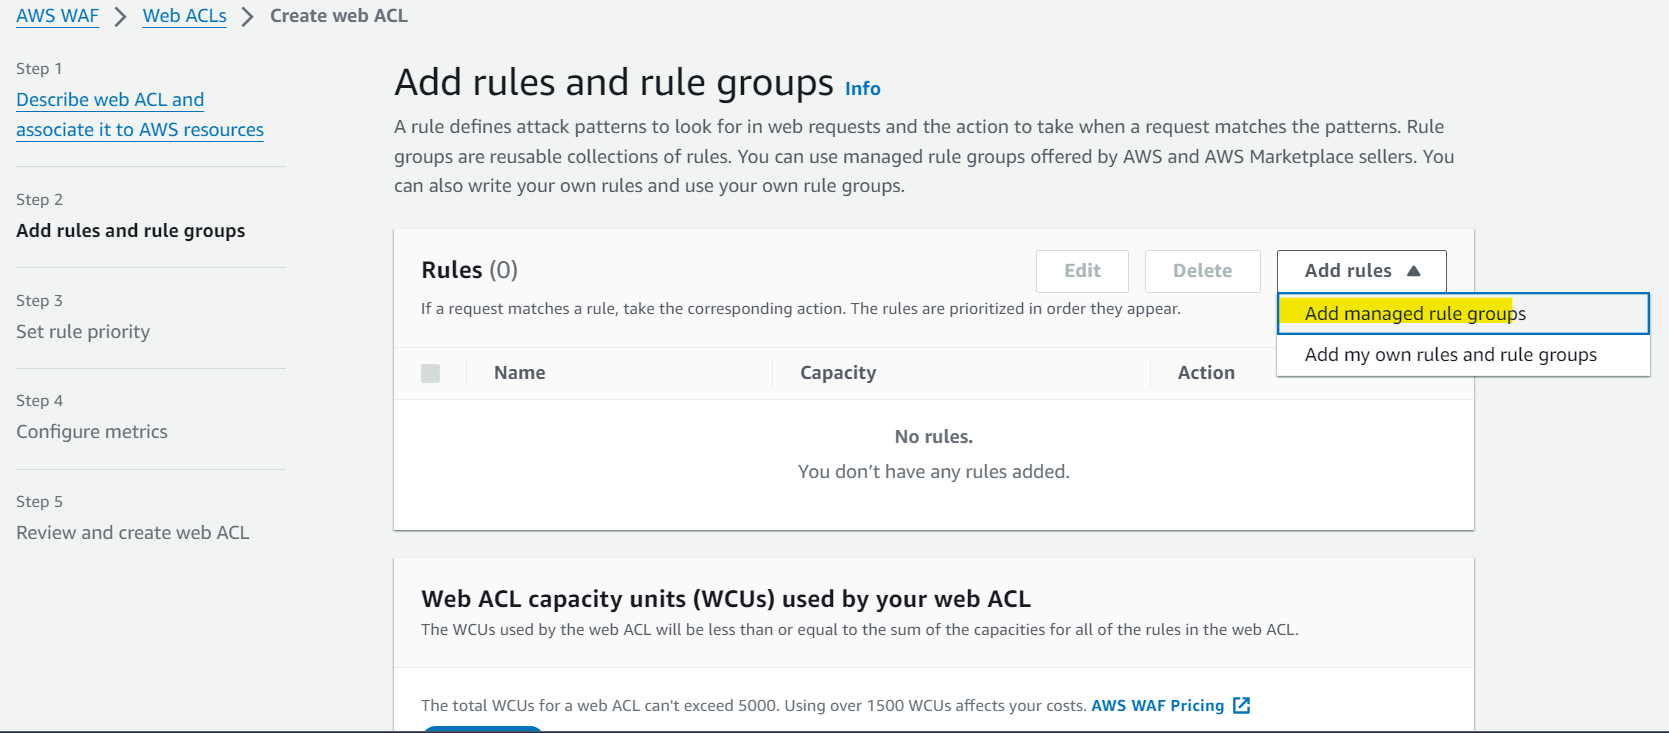 AWS WAF > Web ACLs > Create web ACL
Step 1
Describe web ACL and
associate it to AWS resources
Step 2
Add rules and rule groups
Step 3
Set rule priority
Step 4
Configure metrics
Step 5
Review and create web ACL
Add rules and rule groups Info
A rule defines attack patterns to look for in web requests and the action to take when a request matches the patterns. Rule
groups are reusable collections of rules. You can use managed rule groups offered by AWS and AWS Marketplace sellers. You
can also write your own rules and use your own rule groups.
Rules (0) Edit Delete Add rules
If a request matches a rule, take the corresponding action. The rules are prioritized in order they appear.
Add managed rule groups
Add my own rules and rule groups
Name Capacity Action
No rules.
You don’t have any rules added.
Web ACL capacity units (WCUs) used by your web ACL
The WCUs used by the web ACL will be less than or equal to the sum of the capacities for all of the rules in the web ACL.
The total WCUs for a web ACL can't exceed 5000. Using over 1500 WCUs affects your costs. AWS WAF Pricing